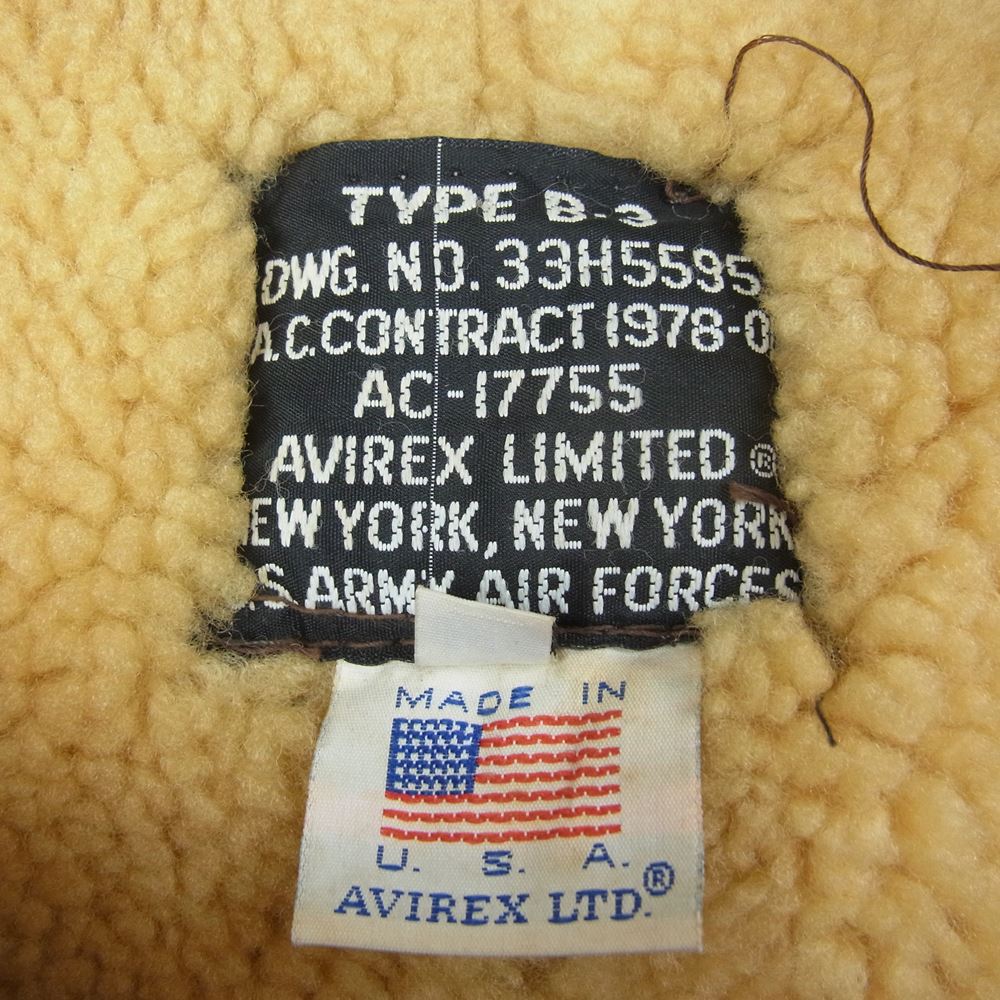 TYPE B-3
DWG. NO. 33H5595
A.C.CONTRACT 1978-0
AC-17755
AVIREX LIMITED ®
EW YORK, NEW YORK
.S ARMY AIR FORCES
MADE IN
U. S. A.
AVIREX LTD.®